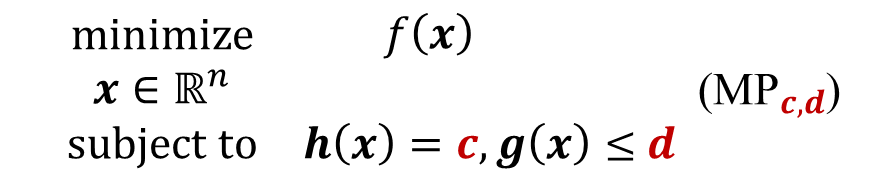 minimize f(x)
x ∈ ℝⁿ (MP_c,d)
subject to h(x) = c, g(x) ≤ d